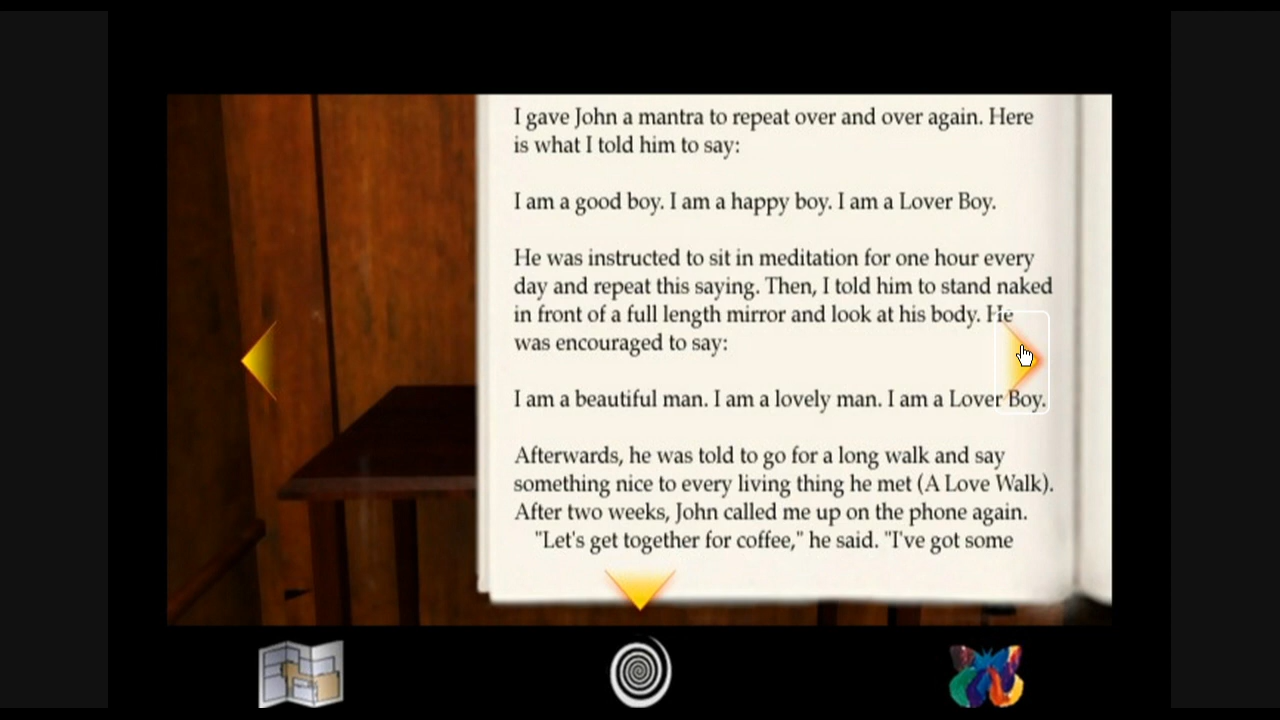 I gave John a mantra to repeat over and over again. Here
is what I told him to say:
I am a good boy. I am a happy boy. I am a Lover Boy.
He was instructed to sit in meditation for one hour every
day and repeat this saying. Then, I told him to stand naked
in front of a full length mirror and look at his body. He
was encouraged to say:
I am a beautiful man. I am a lovely man. I am a Lover Boy.
Afterwards, he was told to go for a long walk and say
something nice to every living thing he met (A Love Walk).
After two weeks, John called me up on the phone again.
"Let's get together for coffee," he said. "I've got some